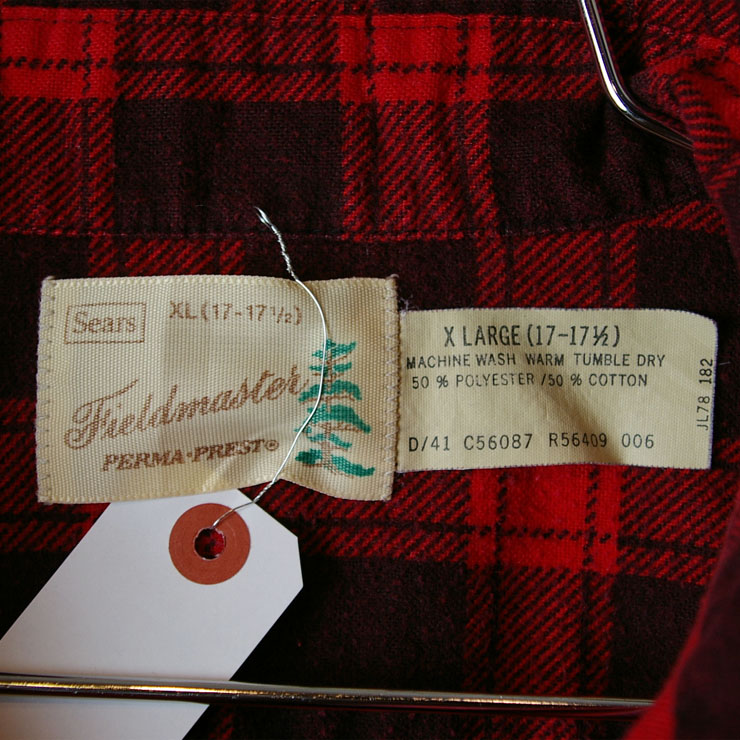 Sears
XL (17-17½)
Fieldmaster
PERMA·PREST®
X LARGE (17-17½)
MACHINE WASH WARM TUMBLE DRY
50 % POLYESTER/50 % COTTON
D/41 C56087 R56409 006
JL78 182